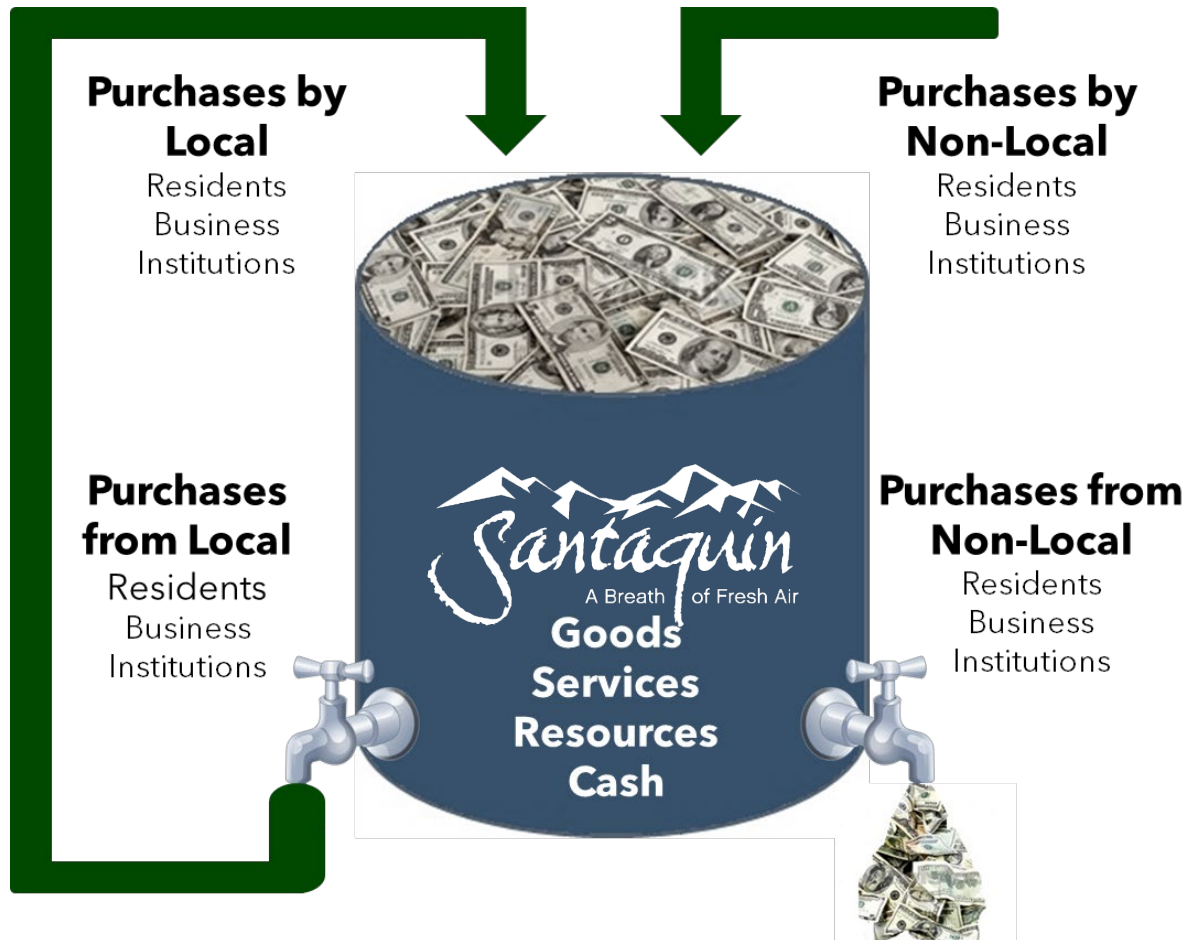 Purchases by
Local
Residents
Business
Institutions
Purchases by
Non-Local
Residents
Business
Institutions
Purchases
from Local
Residents
Business
Institutions
Santaquin
A Breath of Fresh Air
Goods
Services
Resources
Cash
Purchases from
Non-Local
Residents
Business
Institutions